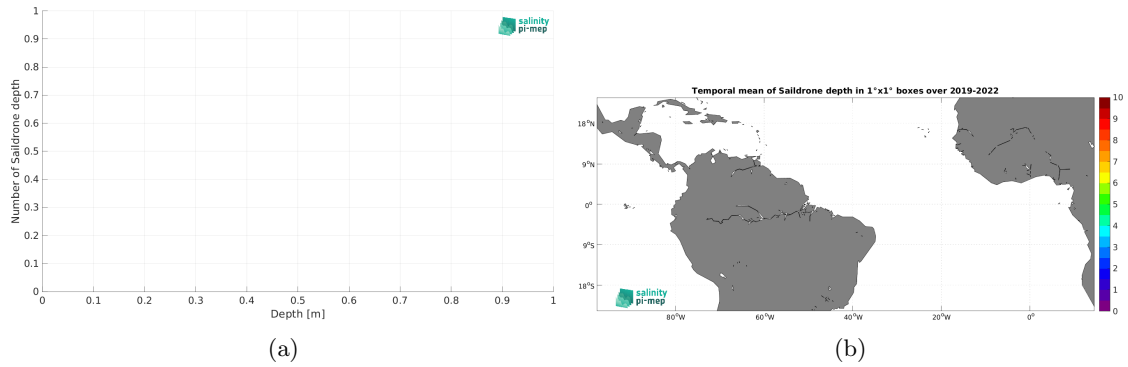 1
0.9
0.8
0.7
0.6
0.5
0.4
0.3
0.2
0.1
0
Number of Saildrone depth
0 0.1 0.2 0.3 0.4 0.5 0.6 0.7 0.8 0.9 1
Depth [m]
salinity
pi-mep
(a)
Temporal mean of Saildrone depth in 1°x1° boxes over 2019-2022
18°N
9°N
0°
9°S
18°S
80°W 60°W 40°W 20°W 0°
salinity
pi-mep
10
9
8
7
6
5
4
3
2
1
0
(b)